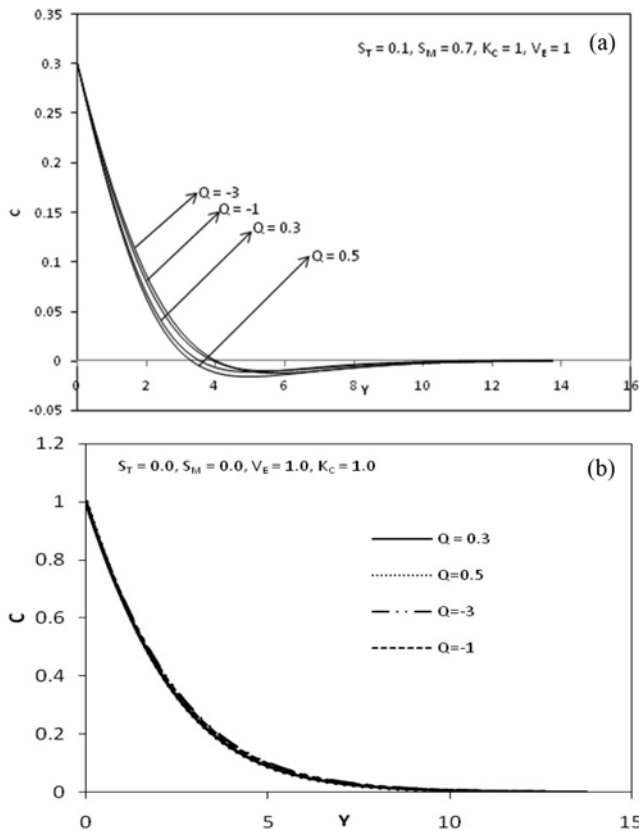 (a)
S_T = 0.1, S_M = 0.7, K_C = 1, V_E = 1
0.35
0.3
0.25
0.2
0.15
0.1
0.05
0
-0.05
C
Q = -3
Q = -1
Q = 0.3
Q = 0.5
0 2 4 6 8 10 12 14 16
Y
(b)
S_T = 0.0, S_M = 0.0, V_E = 1.0, K_C = 1.0
1.2
1
0.8
0.6
0.4
0.2
0
C
Q = 0.3
Q=0.5
Q=-3
Q=-1
0 5 10 15
Y